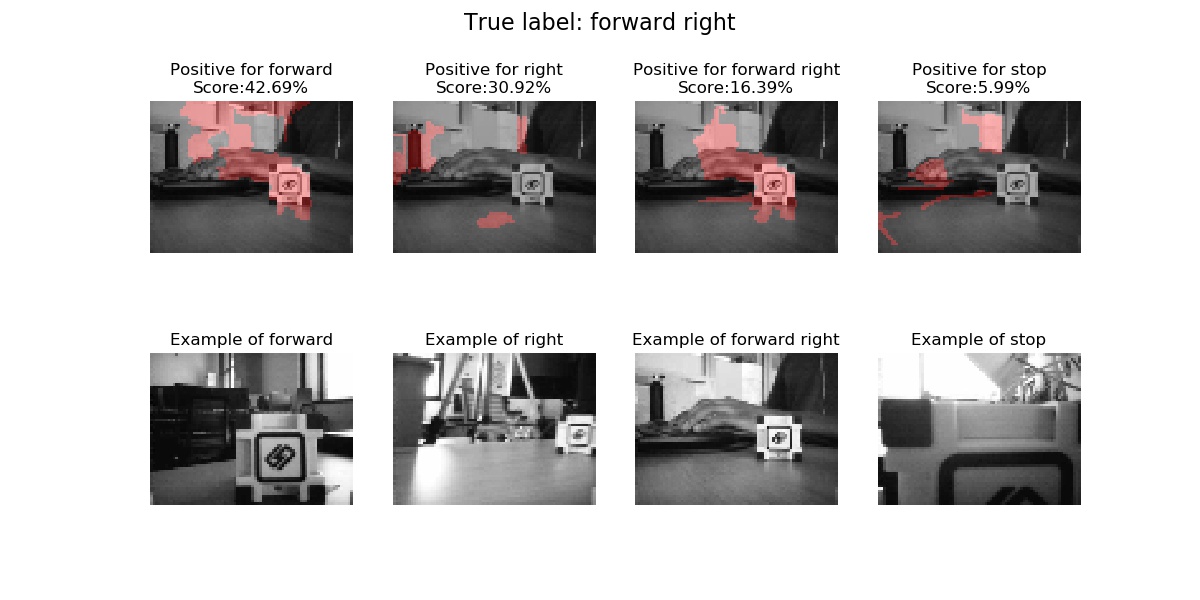 True label: forward right
Positive for forward
Score:42.69%
Positive for right
Score:30.92%
Positive for forward right
Score:16.39%
Positive for stop
Score:5.99%
Example of forward
Example of right
Example of forward right
Example of stop